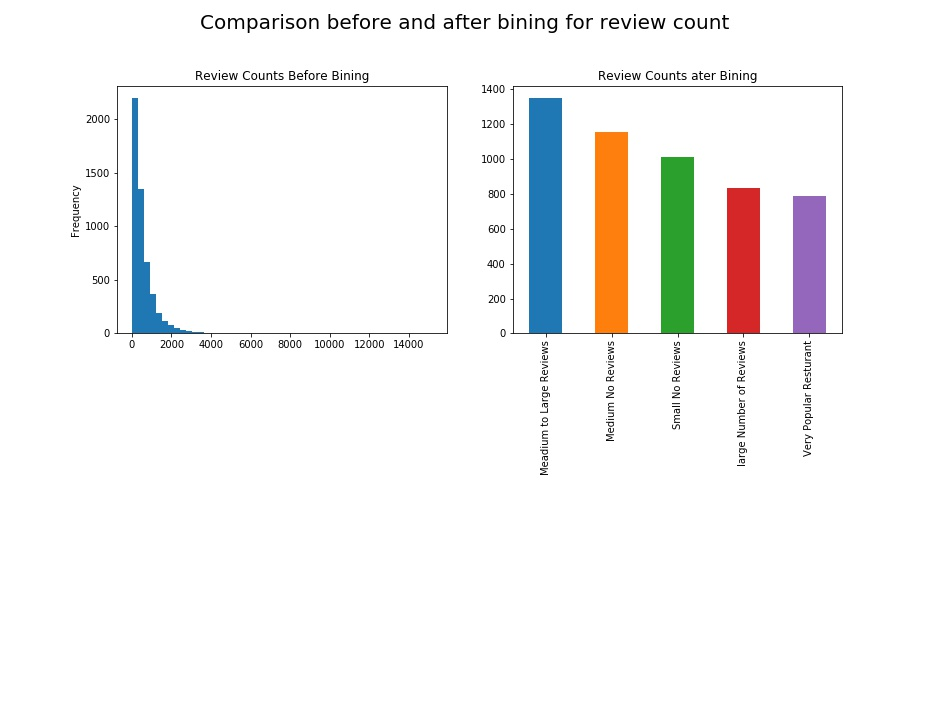 Comparison before and after bining for review count
Review Counts Before Bining
Frequency
2000
1500
1000
500
0
0 2000 4000 6000 8000 10000 12000 14000
Review Counts ater Bining
1400
1200
1000
800
600
400
200
0
Meadium to Large Reviews
Medium No Reviews
Small No Reviews
large Number of Reviews
Very Popular Resturant